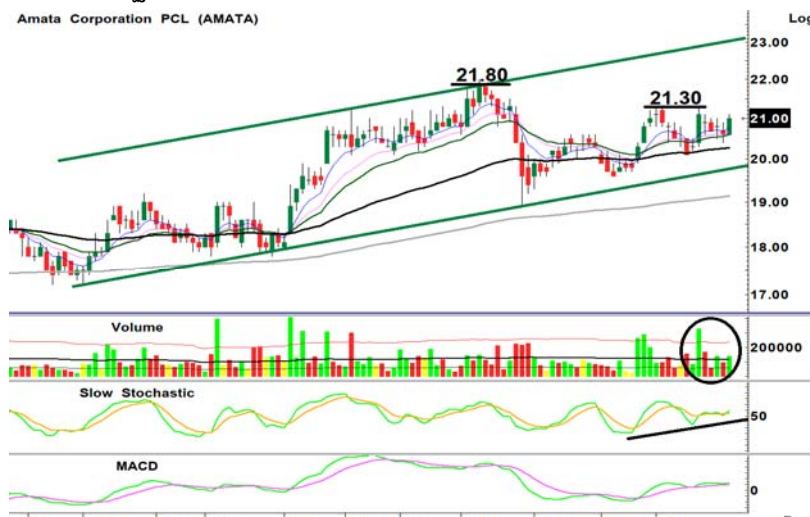 Amata Corporation PCL (AMATA)
Log
23.00
22.00
21.80
21.30
21.00
20.00
19.00
18.00
17.00
Volume
200000
Slow Stochastic
50
MACD
0